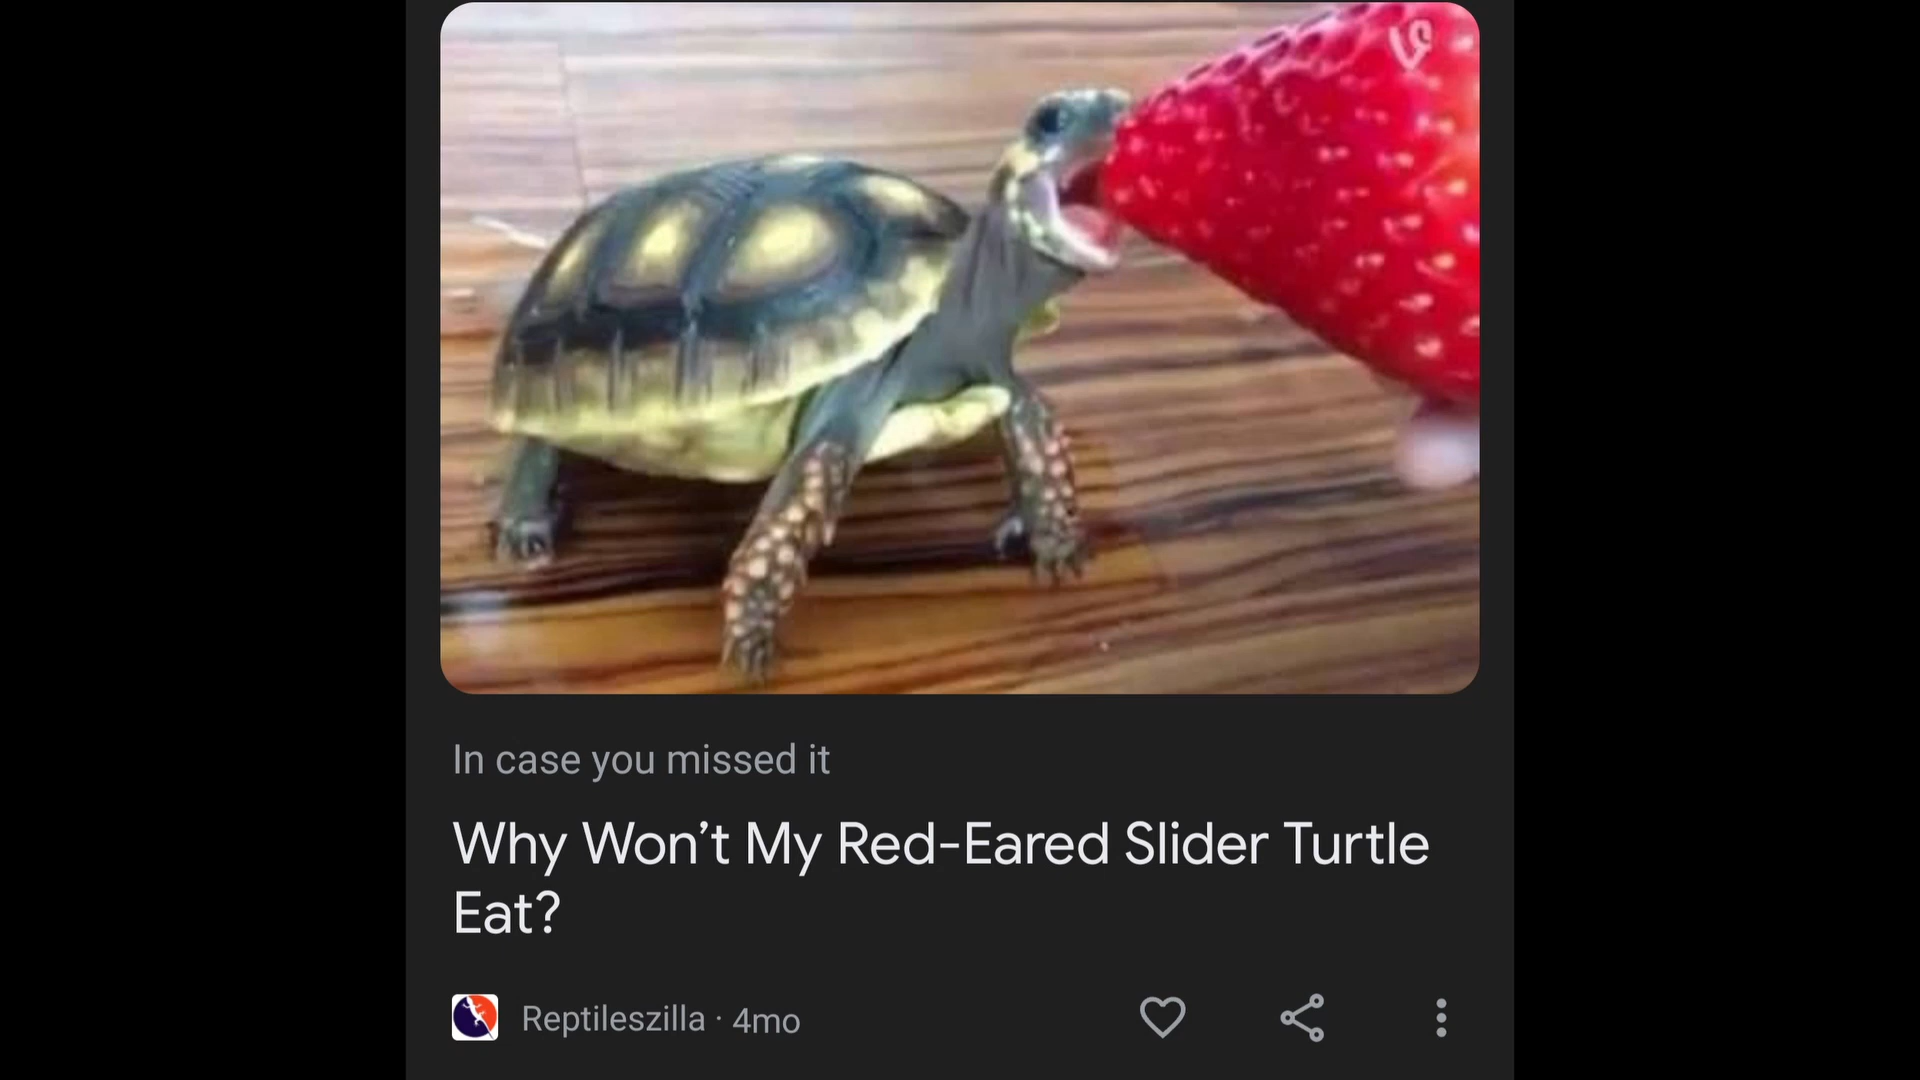 In case you missed it
Why Won’t My Red-Eared Slider Turtle
Eat?
Reptileszilla · 4mo